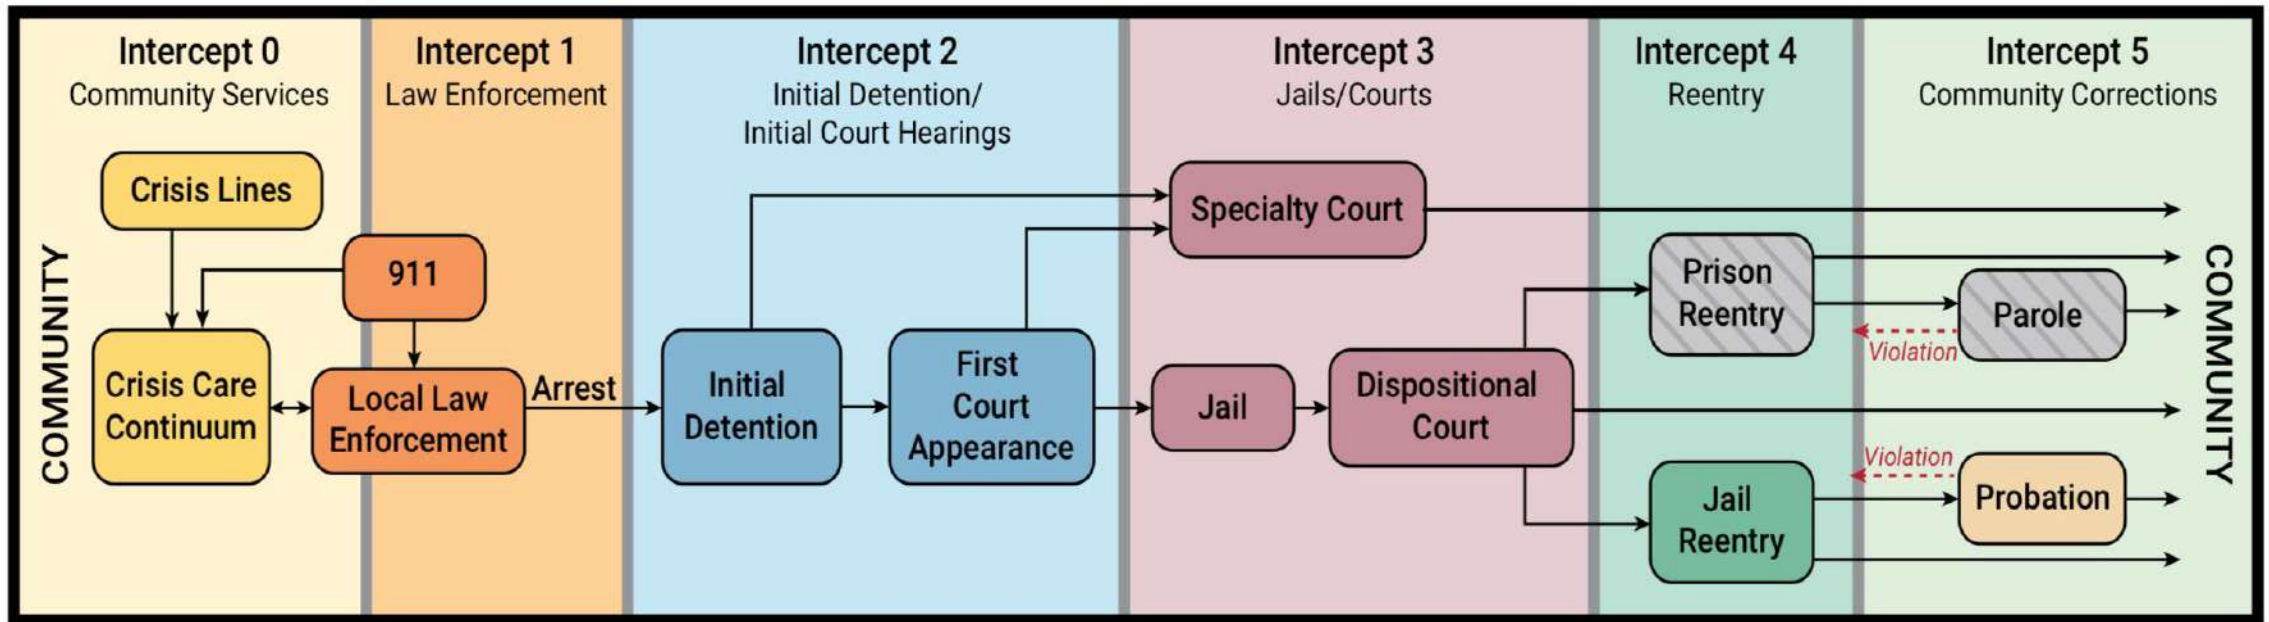 Intercept 0
Community Services
Intercept 1
Law Enforcement
Intercept 2
Initial Detention/
Initial Court Hearings
Intercept 3
Jails/Courts
Intercept 4
Reentry
Intercept 5
Community Corrections
COMMUNITY
Crisis Lines
911
Crisis Care
Continuum
Local Law
Enforcement
Arrest
Initial
Detention
First
Court
Appearance
Specialty Court
Jail
Dispositional
Court
Prison
Reentry
Jail
Reentry
Parole
Violation
Violation
Probation
COMMUNITY